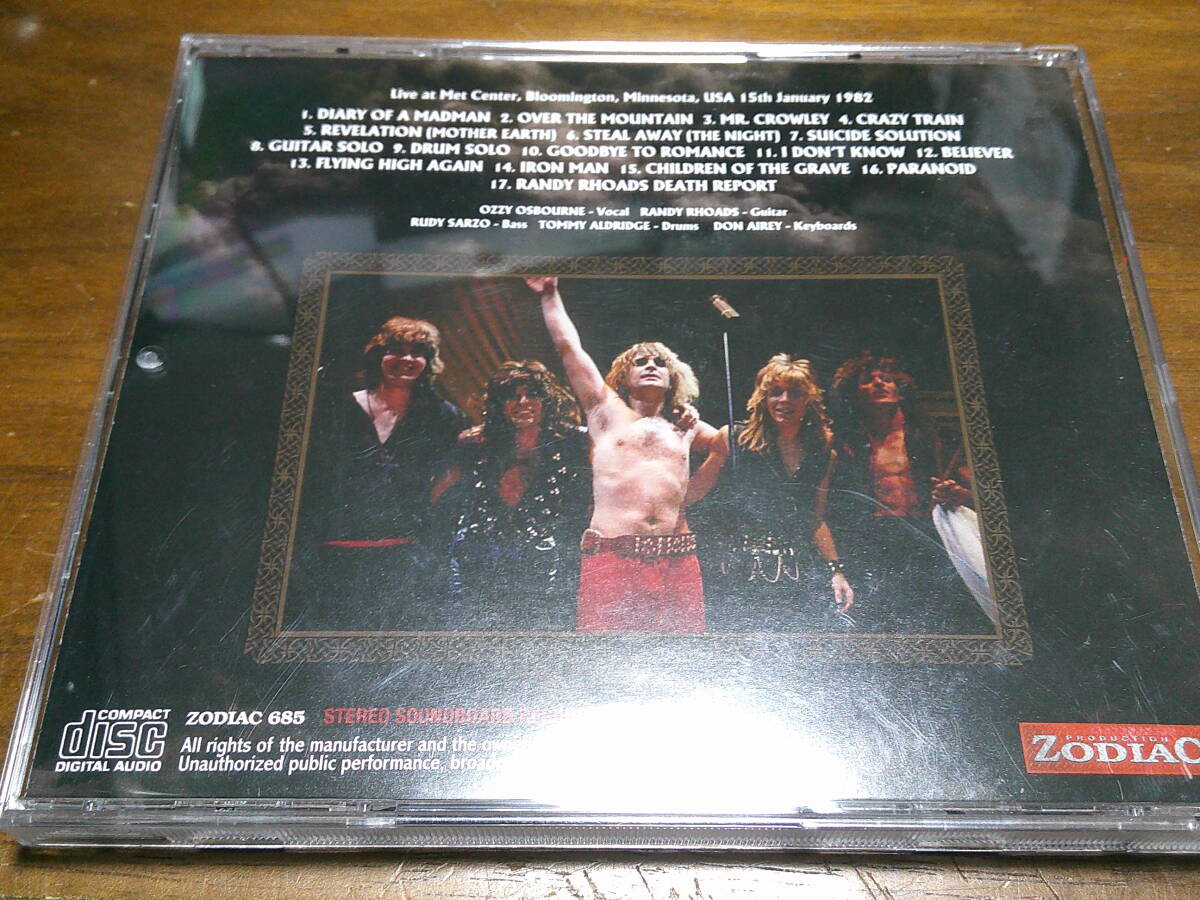 Live at Met Center, Bloomington, Minnesota, USA 15th January 1982
1. DIARY OF A MADMAN 2. OVER THE MOUNTAIN 3. MR. CROWLEY 4. CRAZY TRAIN
5. REVELATION (MOTHER EARTH) 6. STEAL AWAY (THE NIGHT) 7. SUICIDE SOLUTION
8. GUITAR SOLO 9. DRUM SOLO 10. GOODBYE TO ROMANCE 11. I DON'T KNOW 12. BELIEVER
13. FLYING HIGH AGAIN 14. IRON MAN 15. CHILDREN OF THE GRAVE 16. PARANOID
17. RANDY RHOADS DEATH REPORT
OZZY OSBOURNE - Vocal RANDY RHOADS - Guitar
RUDY SARZO - Bass TOMMY ALDRIDGE - Drums DON AIREY - Keyboards
COMPACT
disc
DIGITAL AUDIO
ZODIAC 685 STEREO SOUNDBOARD
All rights of the manufacturer and the
Unauthorized public performance,
PRODUCTION
ZODIAC